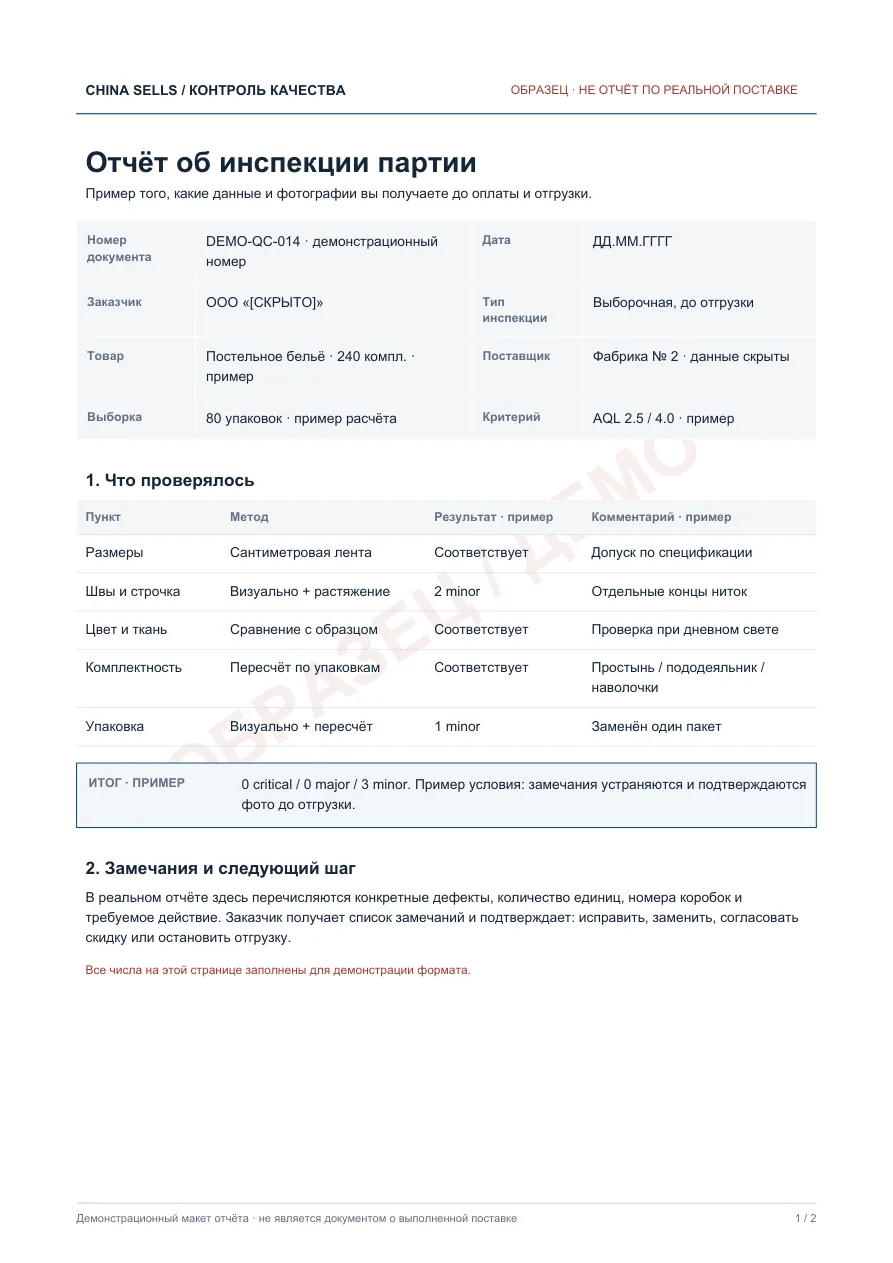 CHINA SELLS / КОНТРОЛЬ КАЧЕСТВА
ОБРАЗЕЦ · НЕ ОТЧЁТ ПО РЕАЛЬНОЙ ПОСТАВКЕ
Отчёт об инспекции партии
Пример того, какие данные и фотографии вы получаете до оплаты и отгрузки.
Номер
документа
DEMO-QC-014 · демонстрационный
номер
Дата
ДД.ММ.ГГГГ
Заказчик
ООО «[СКРЫТО]»
Тип
инспекции
Выборочная, до отгрузки
Товар
Постельное бельё · 240 компл. ·
пример
Поставщик
Фабрика № 2 · данные скрыты
Выборка
80 упаковок · пример расчёта
Критерий
AQL 2.5 / 4.0 · пример
1. Что проверялось
Пункт
Метод
Результат · пример
Комментарий · пример
Размеры
Сантиметровая лента
Соответствует
Допуск по спецификации
Швы и строчка
Визуально + растяжение
2 minor
Отдельные концы ниток
Цвет и ткань
Сравнение с образцом
Соответствует
Проверка при дневном свете
Комплектность
Пересчёт по упаковкам
Соответствует
Простынь / пододеяльник /
наволочки
Упаковка
Визуально + пересчёт
1 minor
Заменён один пакет
ОБРАЗЕЦ / ДЕМО
ИТОГ · ПРИМЕР
0 critical / 0 major / 3 minor. Пример условия: замечания устраняются и подтверждаются
фото до отгрузки.
2. Замечания и следующий шаг
В реальном отчёте здесь перечисляются конкретные дефекты, количество единиц, номера коробок и
требуемое действие. Заказчик получает список замечаний и подтверждает: исправить, заменить, согласовать
скидку или остановить отгрузку.
Все числа на этой странице заполнены для демонстрации формата.
Демонстрационный макет отчёта · не является документом о выполненной поставке
1 / 2